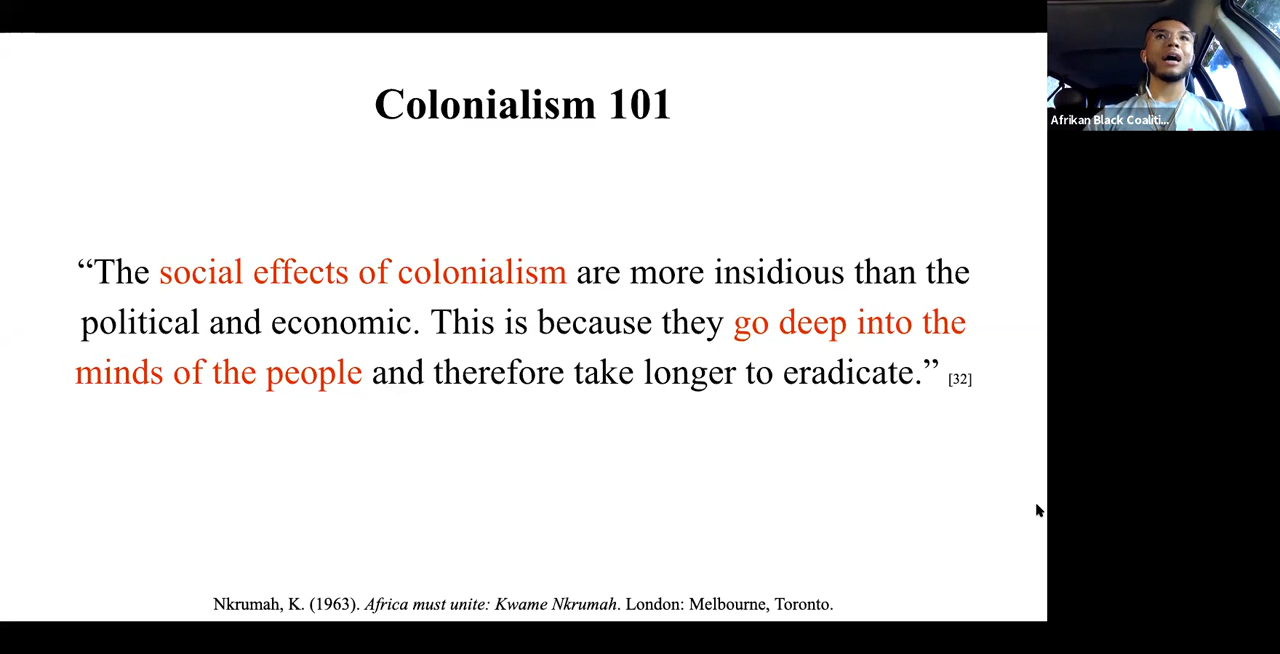 Colonialism 101
“The social effects of colonialism are more insidious than the
political and economic. This is because they go deep into the
minds of the people and therefore take longer to eradicate.” [32]
Nkrumah, K. (1963). Africa must unite: Kwame Nkrumah. London: Melbourne, Toronto.
Afrikan Black Coaliti...